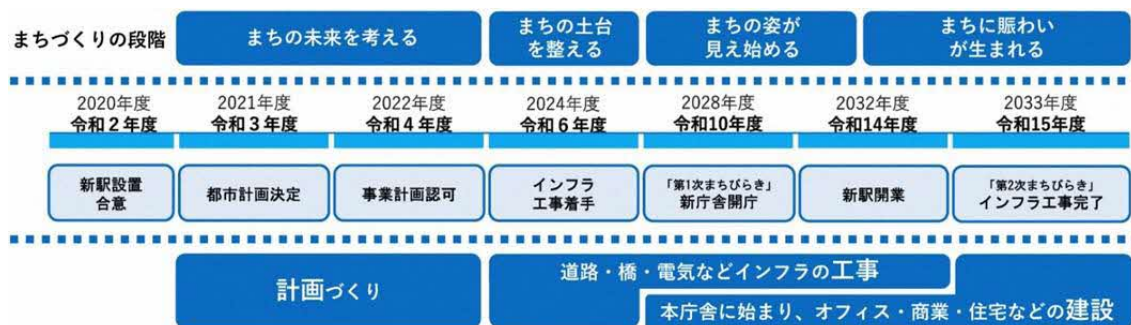 まちづくりの段階
まちの未来を考える
まちの土台
を整える
まちの姿が
見え始める
まちに賑わい
が生まれる
2020年度
令和2年度
2021年度
令和3年度
2022年度
令和4年度
2024年度
令和6年度
2028年度
令和10年度
2032年度
令和14年度
2033年度
令和15年度
新駅設置
合意
都市計画決定
事業計画認可
インフラ
工事着手
「第1次まちびらき」
新庁舎開庁
新駅開業
「第2次まちびらき」
インフラ工事完了
計画づくり
道路・橋・電気などインフラの工事
本庁舎に始まり、オフィス・商業・住宅などの建設